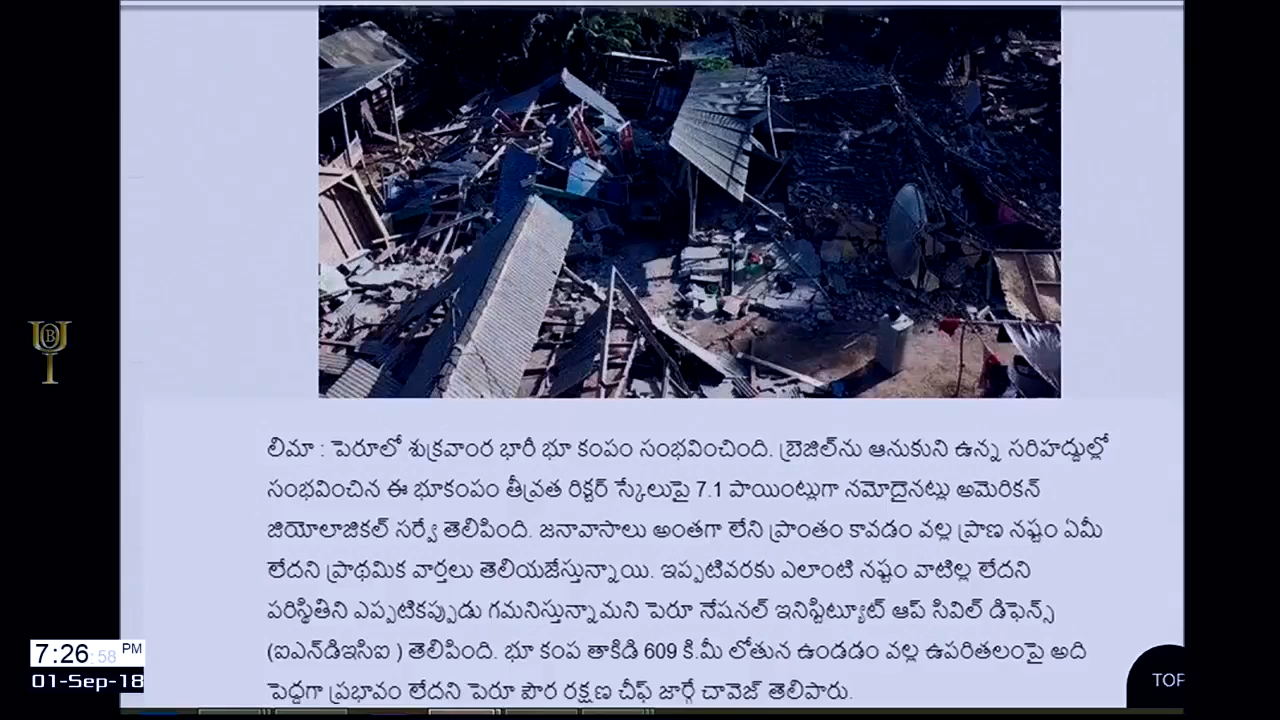 లిమా : పెరూలో శుక్రవాంర భారీ భూ కంపం సంభవించింది. బ్రెజిల్‌ను ఆనుకుని ఉన్న సరిహద్దుల్లో
సంభవించిన ఈ భూకంపం తీవ్రత రిక్టర్ స్కేలుపై 7.1 పాయింట్లుగా నమోదైనట్లు అమెరికన్
జియోలాజికల్ సర్వే తెలిపింది. జనావాసాలు అంతగా లేని ప్రాంతం కావడం వల్ల ప్రాణ నష్టం ఏమీ
లేదని ప్రాథమిక వార్తలు తెలియజేస్తున్నాయి. ఇప్పటివరకు ఎలాంటి నష్టం వాటిల్ల లేదని
పరిస్థితిని ఎప్పటికప్పుడు గమనిస్తున్నామని పెరూ నేషనల్ ఇనిస్టిట్యూట్ ఆప్ సివిల్ డిఫెన్స్
(ఐఎన్‌డిఇసిఐ ) తెలిపింది. భూ కంప తాకిడి 609 కి.మీ లోతున ఉండడం వల్ల ఉపరితలంపై అది
పెద్దగా ప్రభావం లేదని పెరూ పౌర రక్షణ చీఫ్ జార్గే చావెజ్ తెలిపారు.
7:26:58 PM
01-Sep-18
TOP